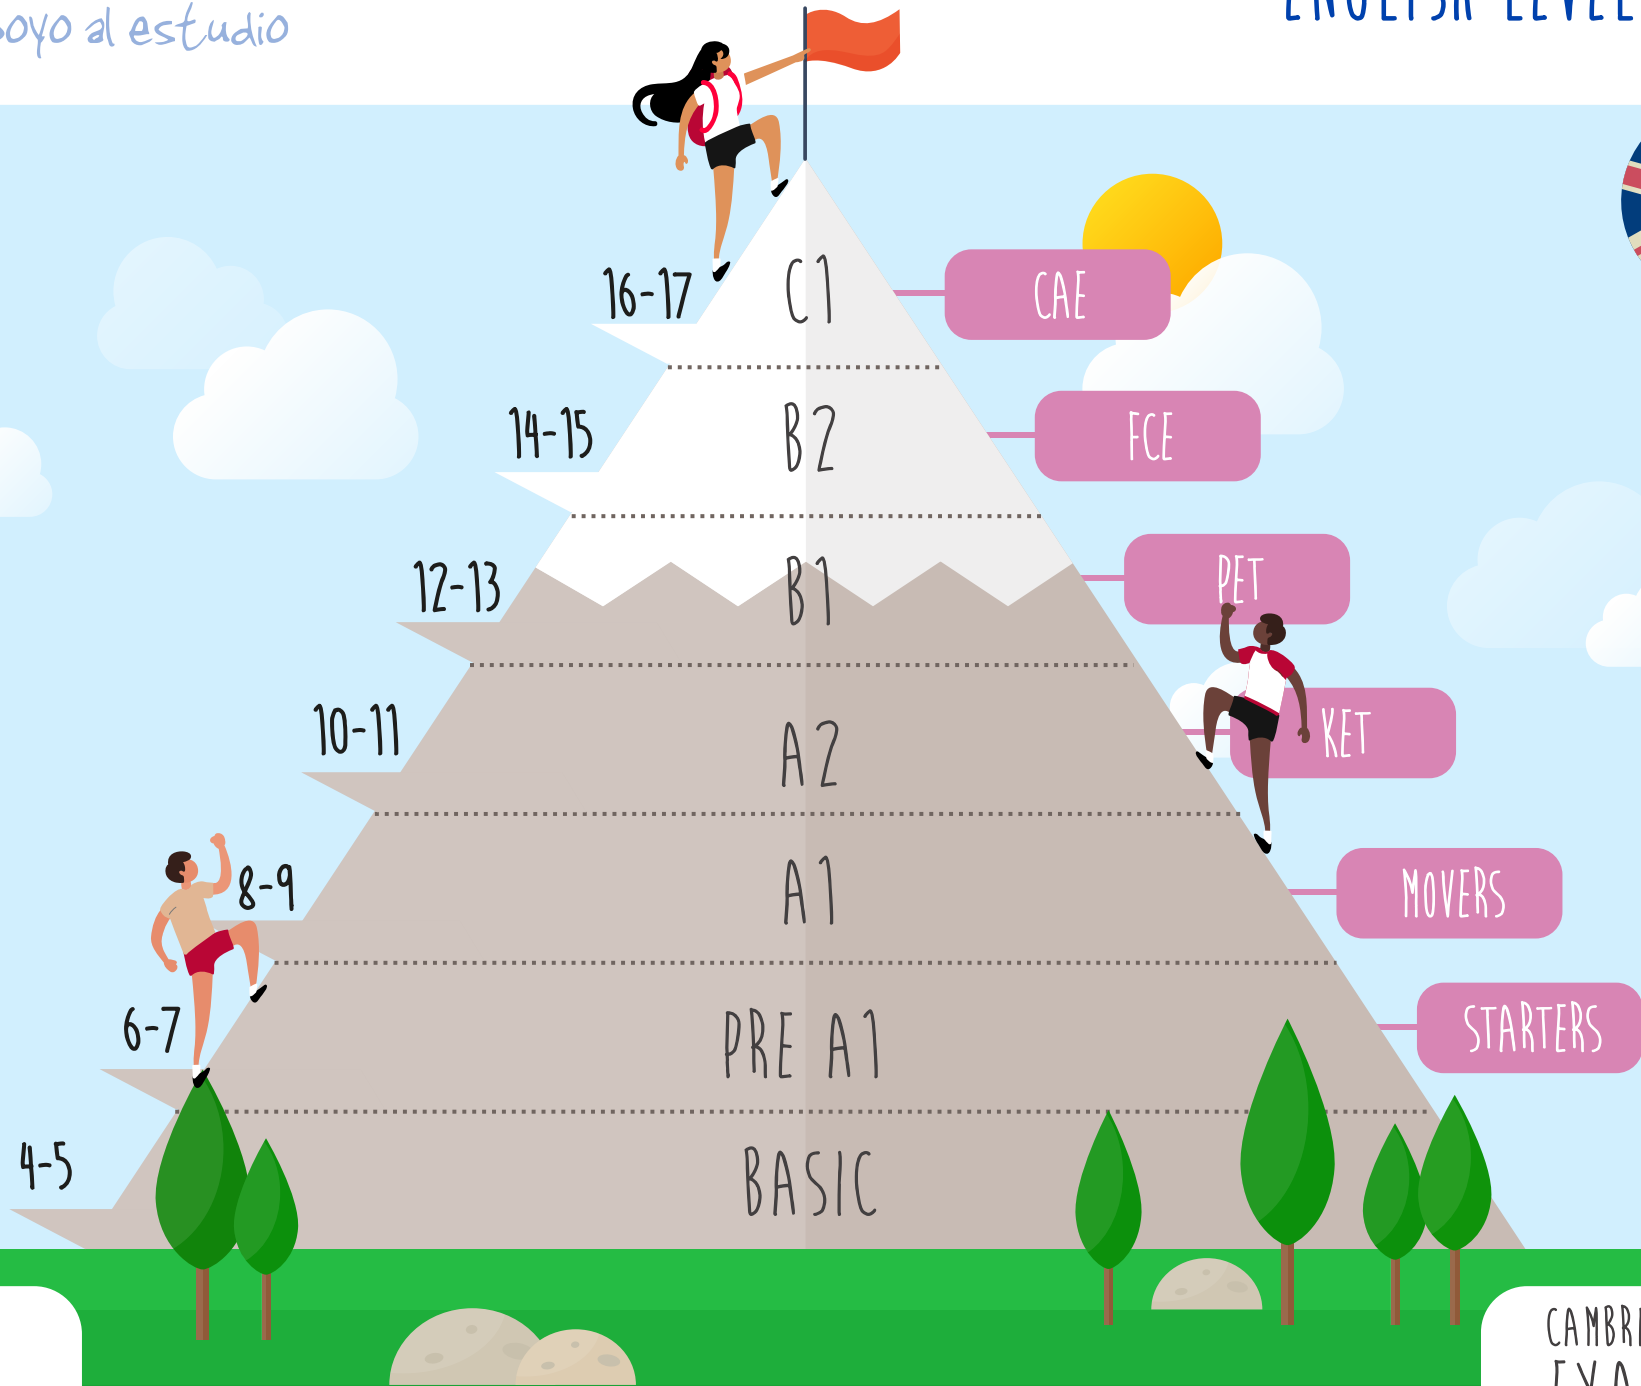 al estudio
ENGLISH
16-17
C1
CAE
14-15
B2
FCE
12-13
B1
PET
10-11
A2
KET
8-9
A1
MOVERS
6-7
PRE A1
STARTERS
4-5
BASIC